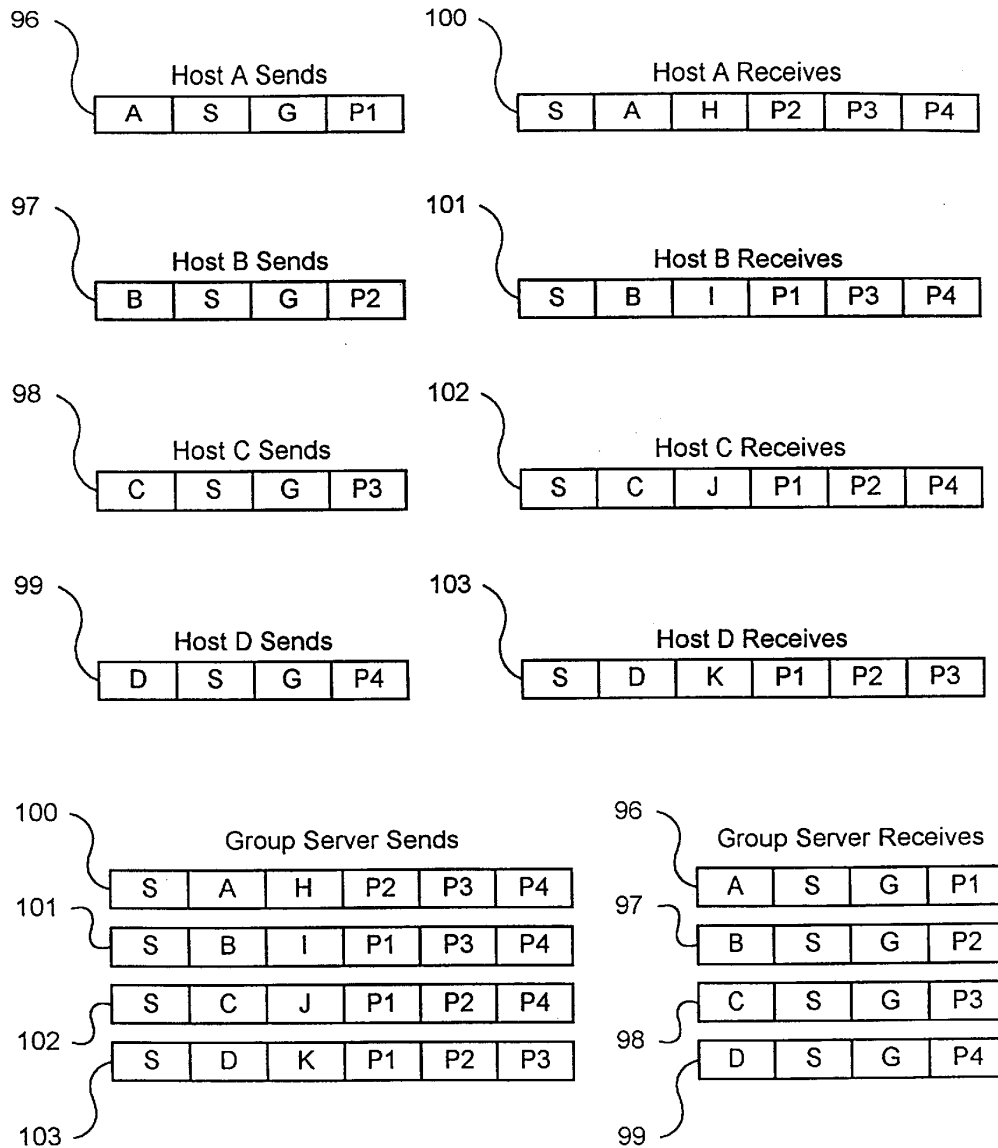 96
100
Host A Sends
Host A Receives
A S G P1
S A H P2 P3 P4
97
101
Host B Sends
Host B Receives
B S G P2
S B I P1 P3 P4
98
102
Host C Sends
Host C Receives
C S G P3
S C J P1 P2 P4
99
103
Host D Sends
Host D Receives
D S G P4
S D K P1 P2 P3
100
Group Server Sends
S A H P2 P3 P4
101
S B I P1 P3 P4
S C J P1 P2 P4
102
S D K P1 P2 P3
103
96
Group Server Receives
A S G P1
97
B S G P2
C S G P3
98
D S G P4
99